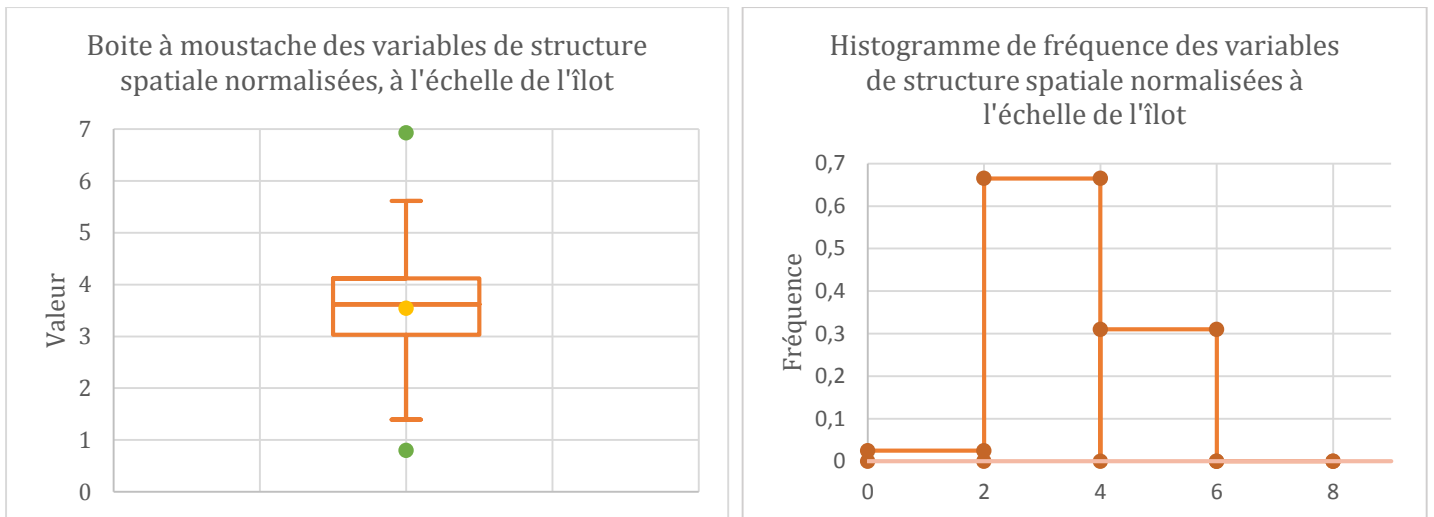 Boite à moustache des variables de structure
spatiale normalisées, à l'échelle de l'îlot
7
6
5
4
3
2
1
0
Valeur
Histogramme de fréquence des variables
de structure spatiale normalisées à
l'échelle de l'îlot
0,7
0,6
0,5
0,4
0,3
0,2
0,1
0
Fréquence
0 2 4 6 8